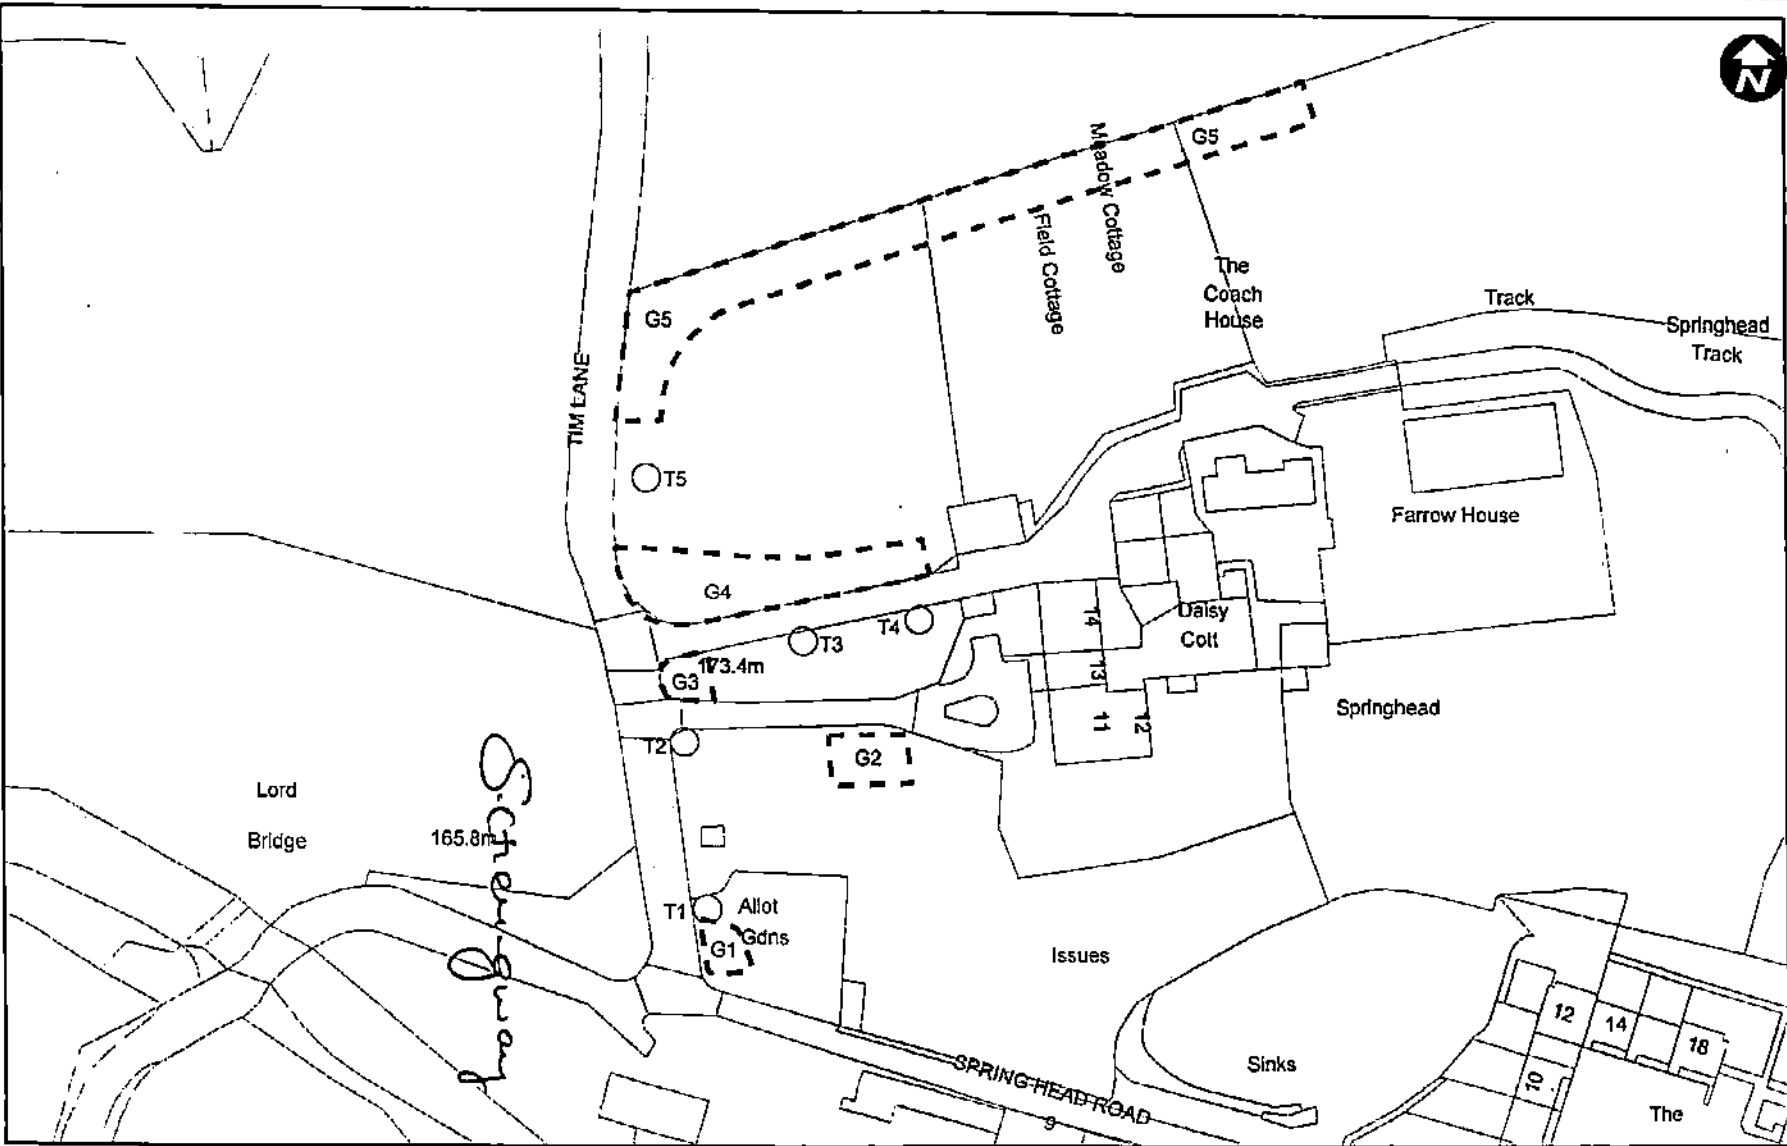 N
G5
Meadow Cottage
Field Cottage
The
Coach
House
Track
Springhead
Track
G5
TIM LANE
T5
Farrow House
G4
T4
T3
14
Daisy
Cott
173.4m
G3
13
11
12
Springhead
T2
G2
Lord
Bridge
165.8m
T1
Allot
Gdns
G1
Issues
12
14
18
10
Sinks
SPRING HEAD ROAD
9
The